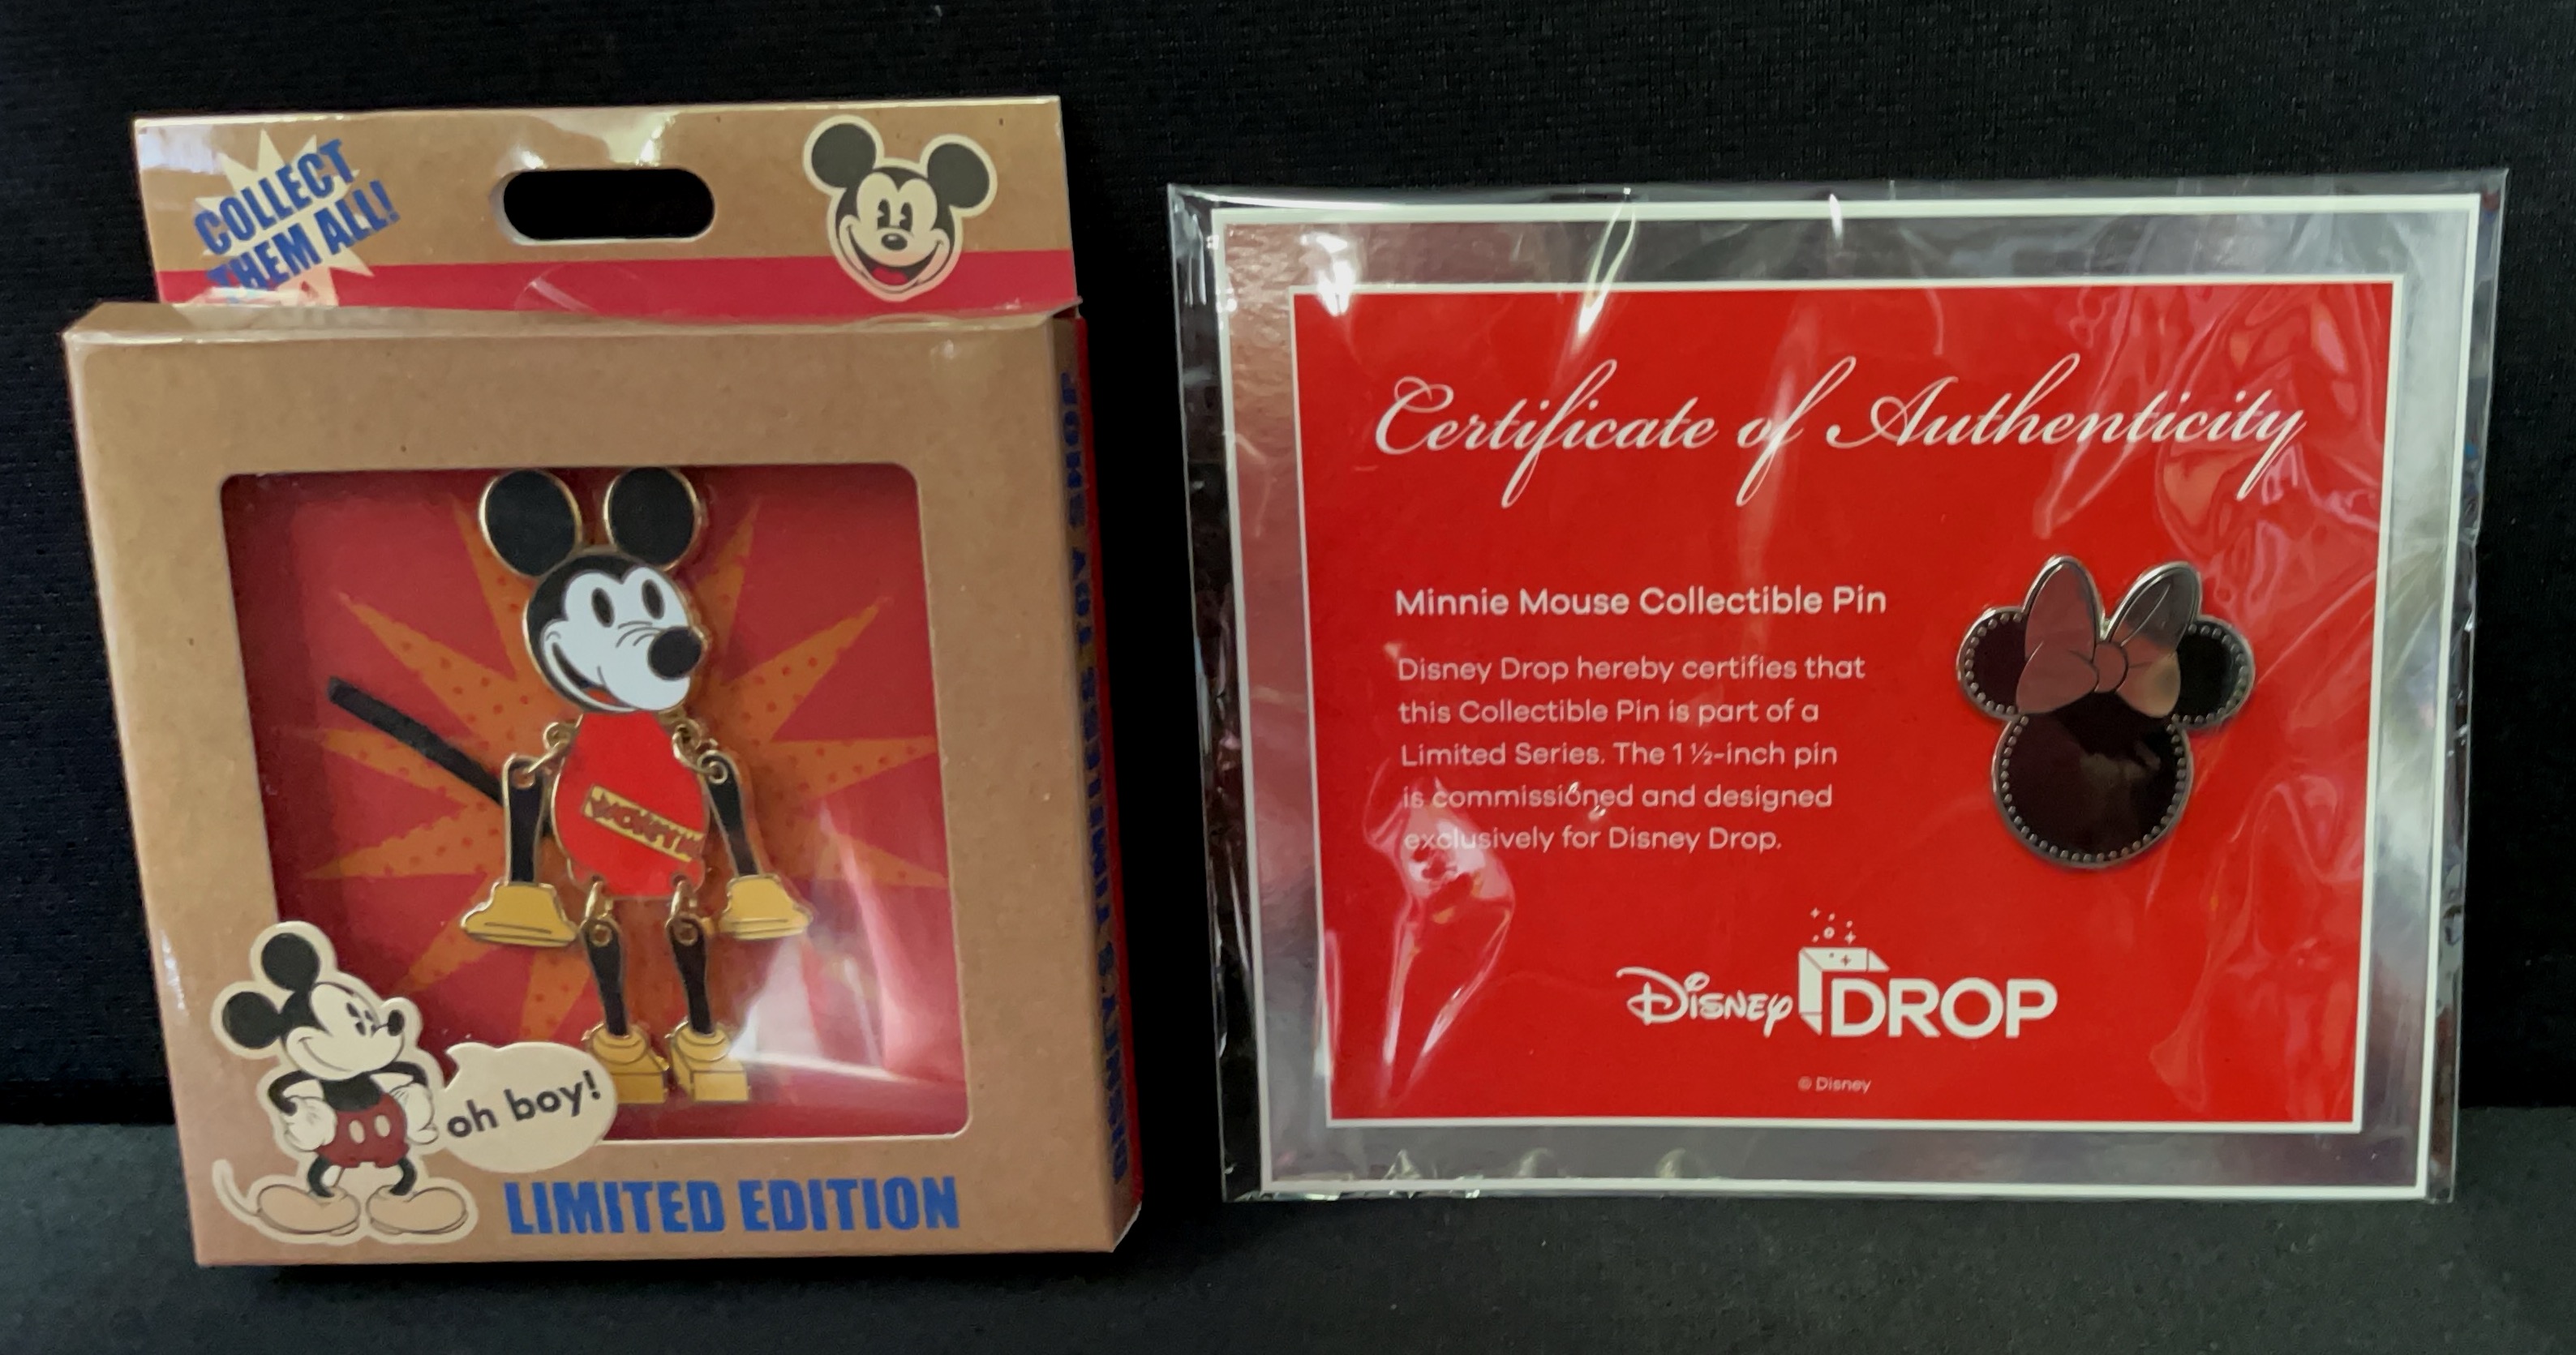 COLLECT
THEM ALL!
oh boy!
LIMITED EDITION
Certificate of Authenticity
Minnie Mouse Collectible Pin
Disney Drop hereby certifies that
this Collectible Pin is part of a
Limited Series. The 1 ½-inch pin
is commissioned and designed
exclusively for Disney Drop.
Disney DROP
© Disney